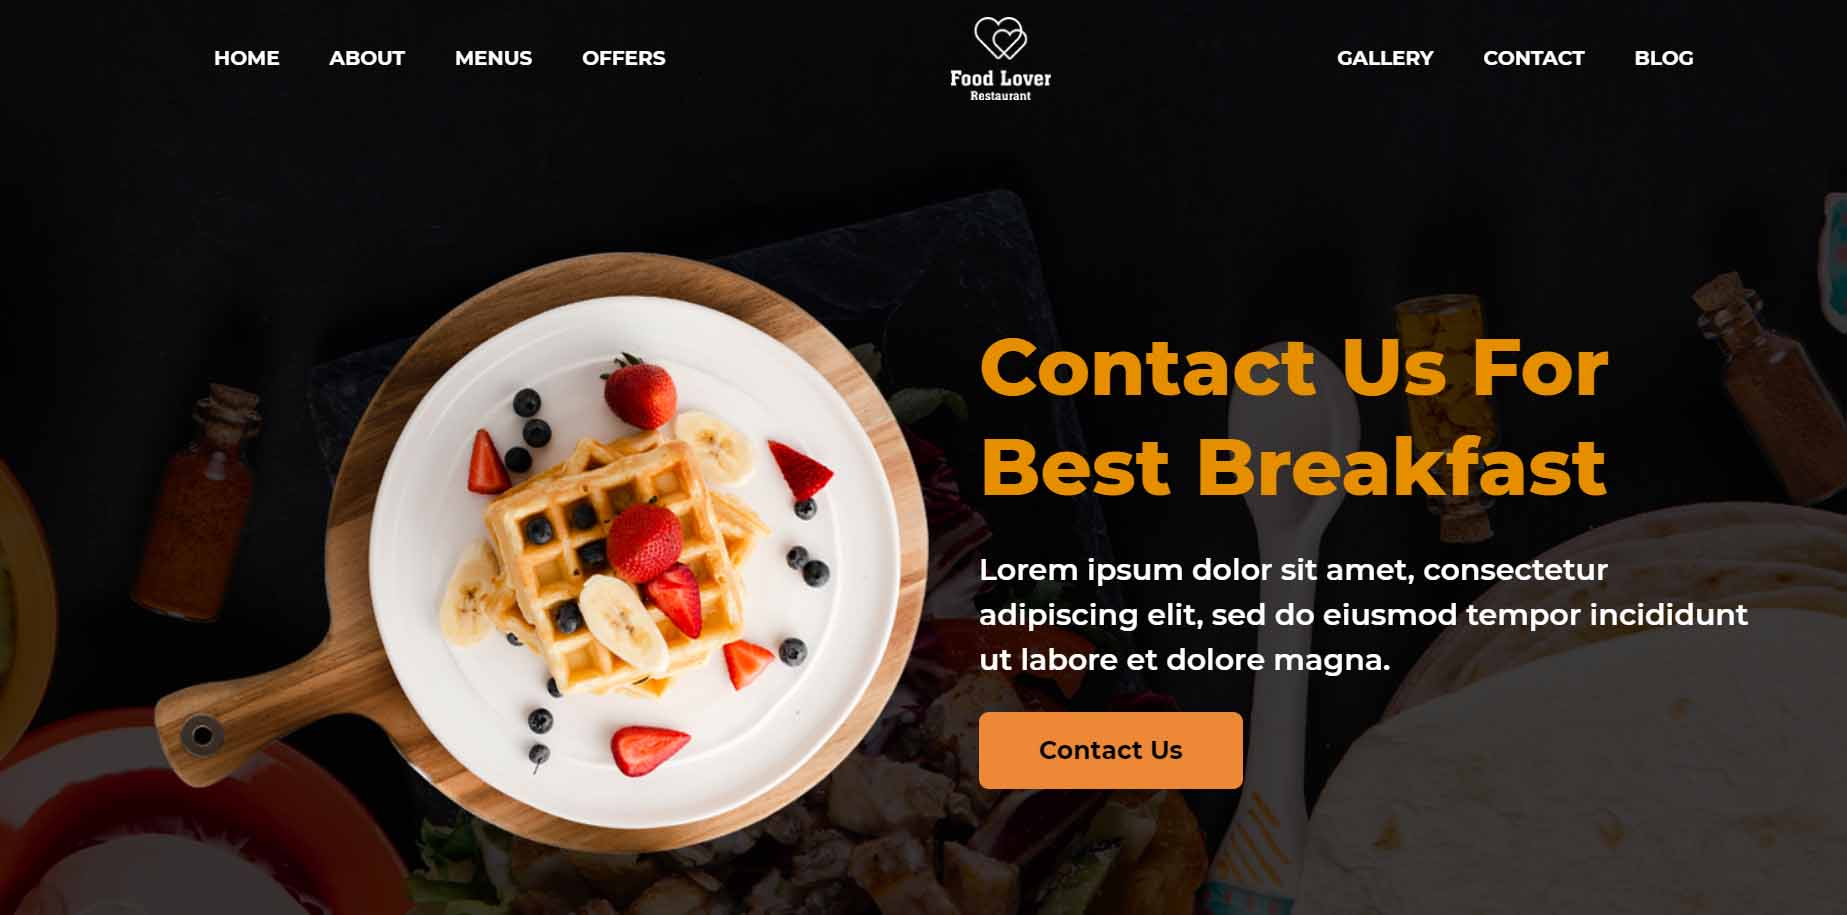 HOME ABOUT MENUS OFFERS
Food Lover
Restaurant
GALLERY CONTACT BLOG
Contact Us For
Best Breakfast
Lorem ipsum dolor sit amet, consectetur
adipiscing elit, sed do eiusmod tempor incididunt
ut labore et dolore magna.
Contact Us